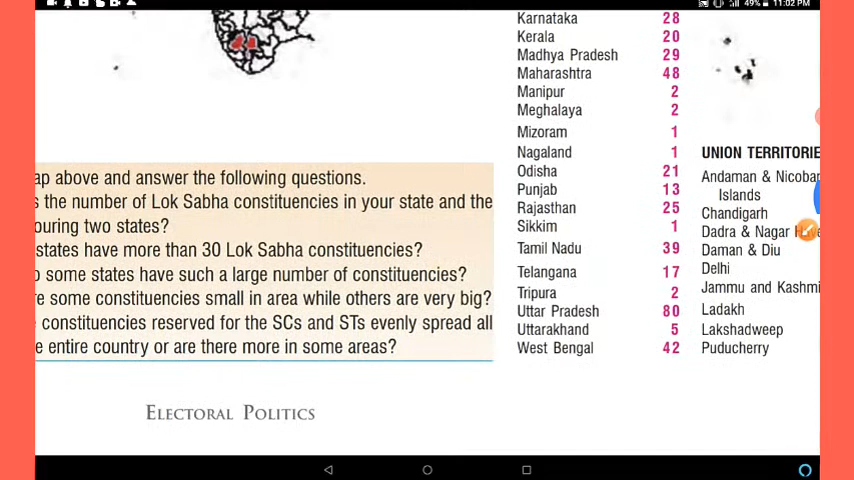 49% 11:02 PM
Karnataka 28
Kerala 20
Madhya Pradesh 29
Maharashtra 48
Manipur 2
Meghalaya 2
Mizoram 1
Nagaland 1
Odisha 21
Punjab 13
Rajasthan 25
Sikkim 1
Tamil Nadu 39
Telangana 17
Tripura 2
Uttar Pradesh 80
Uttarakhand 5
West Bengal 42
UNION TERRITORIE
Andaman & Nicobar
Islands
Chandigarh
Dadra & Nagar
Daman & Diu
Delhi
Jammu and Kashmi
Ladakh
Lakshadweep
Puducherry
ap above and answer the following questions.
s the number of Lok Sabha constituencies in your state and the
ouring two states?
states have more than 30 Lok Sabha constituencies?
o some states have such a large number of constituencies?
re some constituencies small in area while others are very big?
constituencies reserved for the SCs and STs evenly spread all
e entire country or are there more in some areas?
ELECTORAL POLITICS